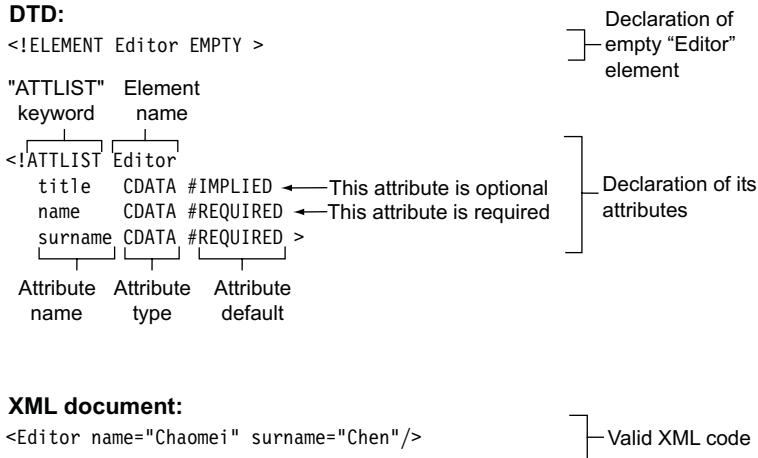 DTD:
<!ELEMENT Editor EMPTY >
Declaration of
empty “Editor”
element
"ATTLIST"
keyword
Element
name
<!ATTLIST Editor
title CDATA #IMPLIED
This attribute is optional
name CDATA #REQUIRED
This attribute is required
surname CDATA #REQUIRED >
Declaration of its
attributes
Attribute
name
Attribute
type
Attribute
default
XML document:
<Editor name="Chaomei" surname="Chen"/>
Valid XML code